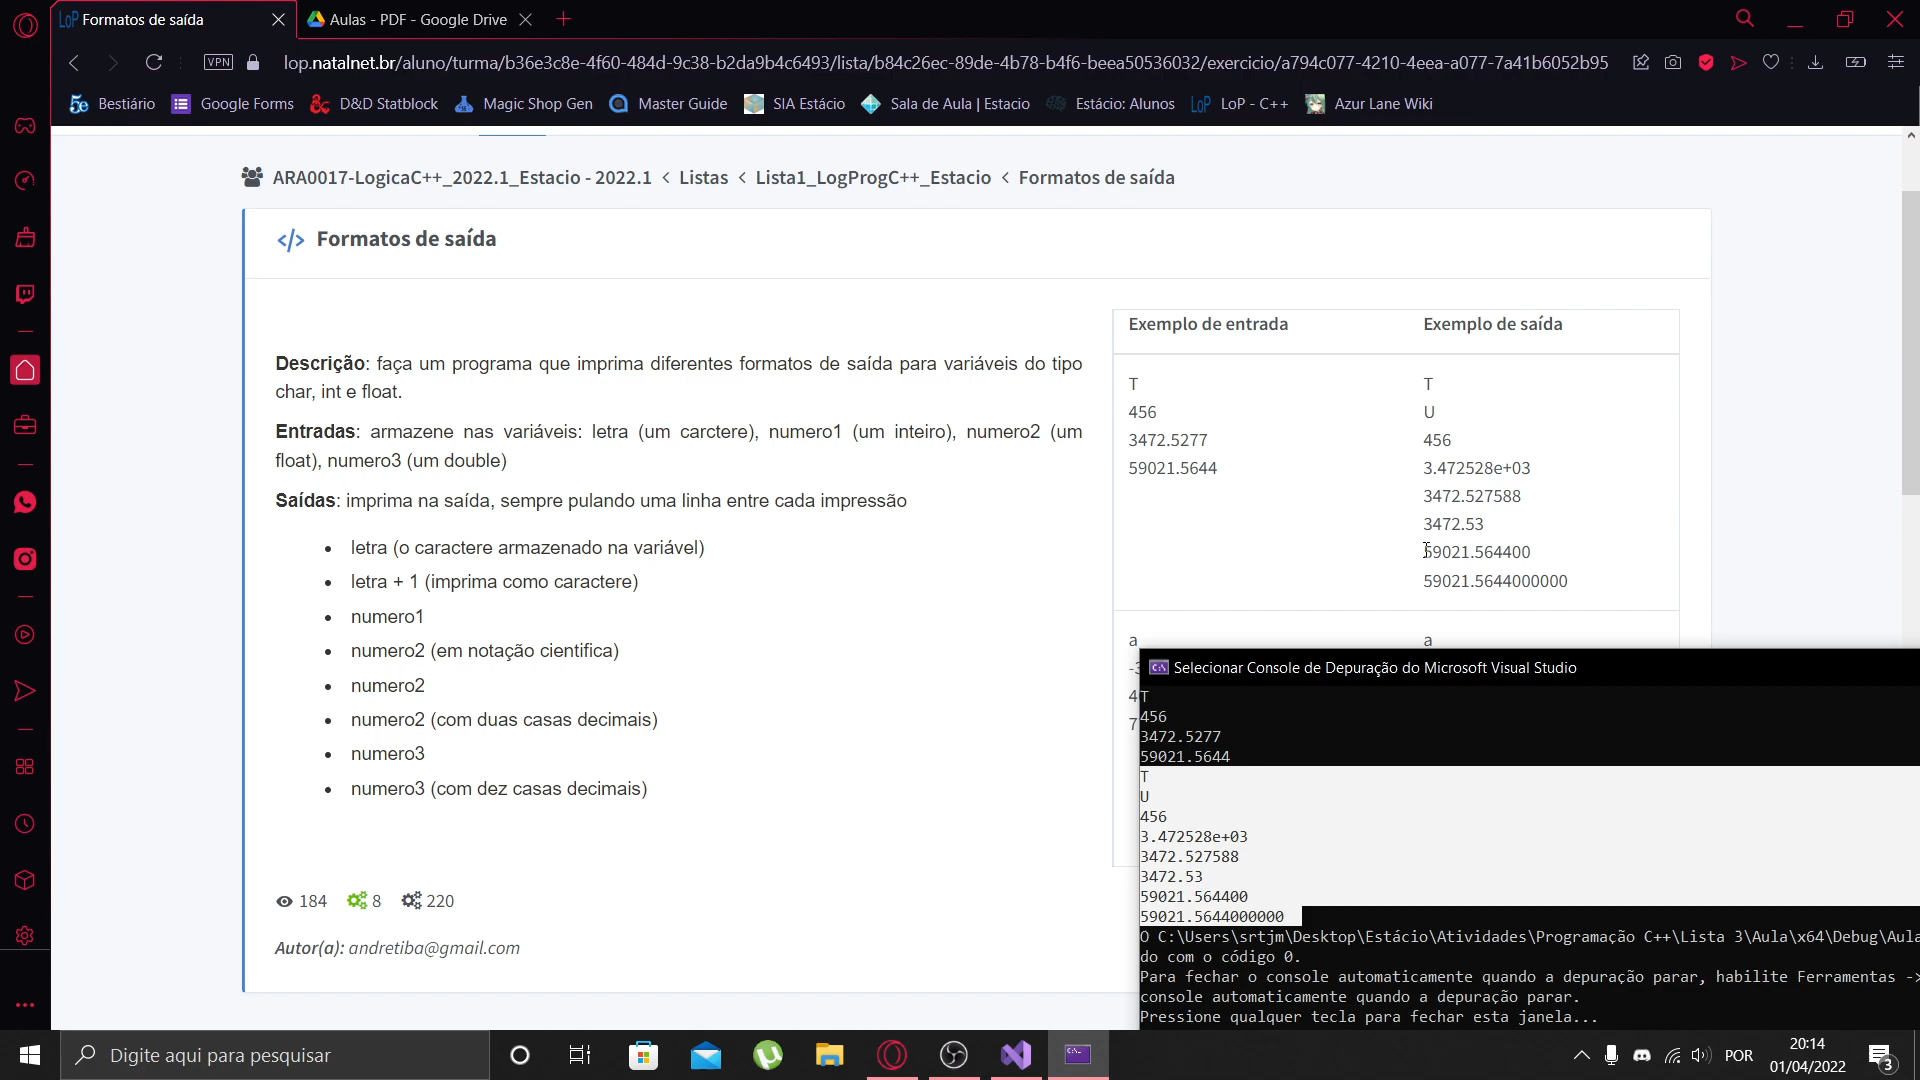 LoP Formatos de saída
Aulas - PDF - Google Drive
VPN
lop.natalnet.br/aluno/turma/b36e3c8e-4f60-484d-9c38-b2da9b4c6493/lista/b84c26ec-89de-4b78-b4f6-beea50536032/exercicio/a794c077-4210-4eea-a077-7a41b6052b95
5e Bestiário
Google Forms
D&D Statblock
Magic Shop Gen
Master Guide
SIA Estácio
Sala de Aula | Estacio
Estácio: Alunos
LoP LoP - C++
Azur Lane Wiki
ARA0017-LogicaC++_2022.1_Estacio - 2022.1 < Listas < Lista1_LogProgC++_Estacio < Formatos de saída
</> Formatos de saída
Descrição: faça um programa que imprima diferentes formatos de saída para variáveis do tipo
char, int e float.
Entradas: armazene nas variáveis: letra (um carctere), numero1 (um inteiro), numero2 (um
float), numero3 (um double)
Saídas: imprima na saída, sempre pulando uma linha entre cada impressão
• letra (o caractere armazenado na variável)
• letra + 1 (imprima como caractere)
• numero1
• numero2 (em notação cientifica)
• numero2
• numero2 (com duas casas decimais)
• numero3
• numero3 (com dez casas decimais)
184
8
220
Autor(a): andretiba@gmail.com
Exemplo de entrada
Exemplo de saída
T
456
3472.5277
59021.5644
T
U
456
3.472528e+03
3472.527588
3472.53
59021.564400
59021.5644000000
a
-3
4
7
a
C:\ Selecionar Console de Depuração do Microsoft Visual Studio
T
456
3472.5277
59021.5644
T
U
456
3.472528e+03
3472.527588
3472.53
59021.564400
59021.5644000000
O C:\Users\srtjm\Desktop\Estácio\Atividades\Programação C++\Lista 3\Aula\x64\Debug\Aula
do com o código 0.
Para fechar o console automaticamente quando a depuração parar, habilite Ferramentas ->
console automaticamente quando a depuração parar.
Pressione qualquer tecla para fechar esta janela...
Digite aqui para pesquisar
POR
20:14
01/04/2022
3